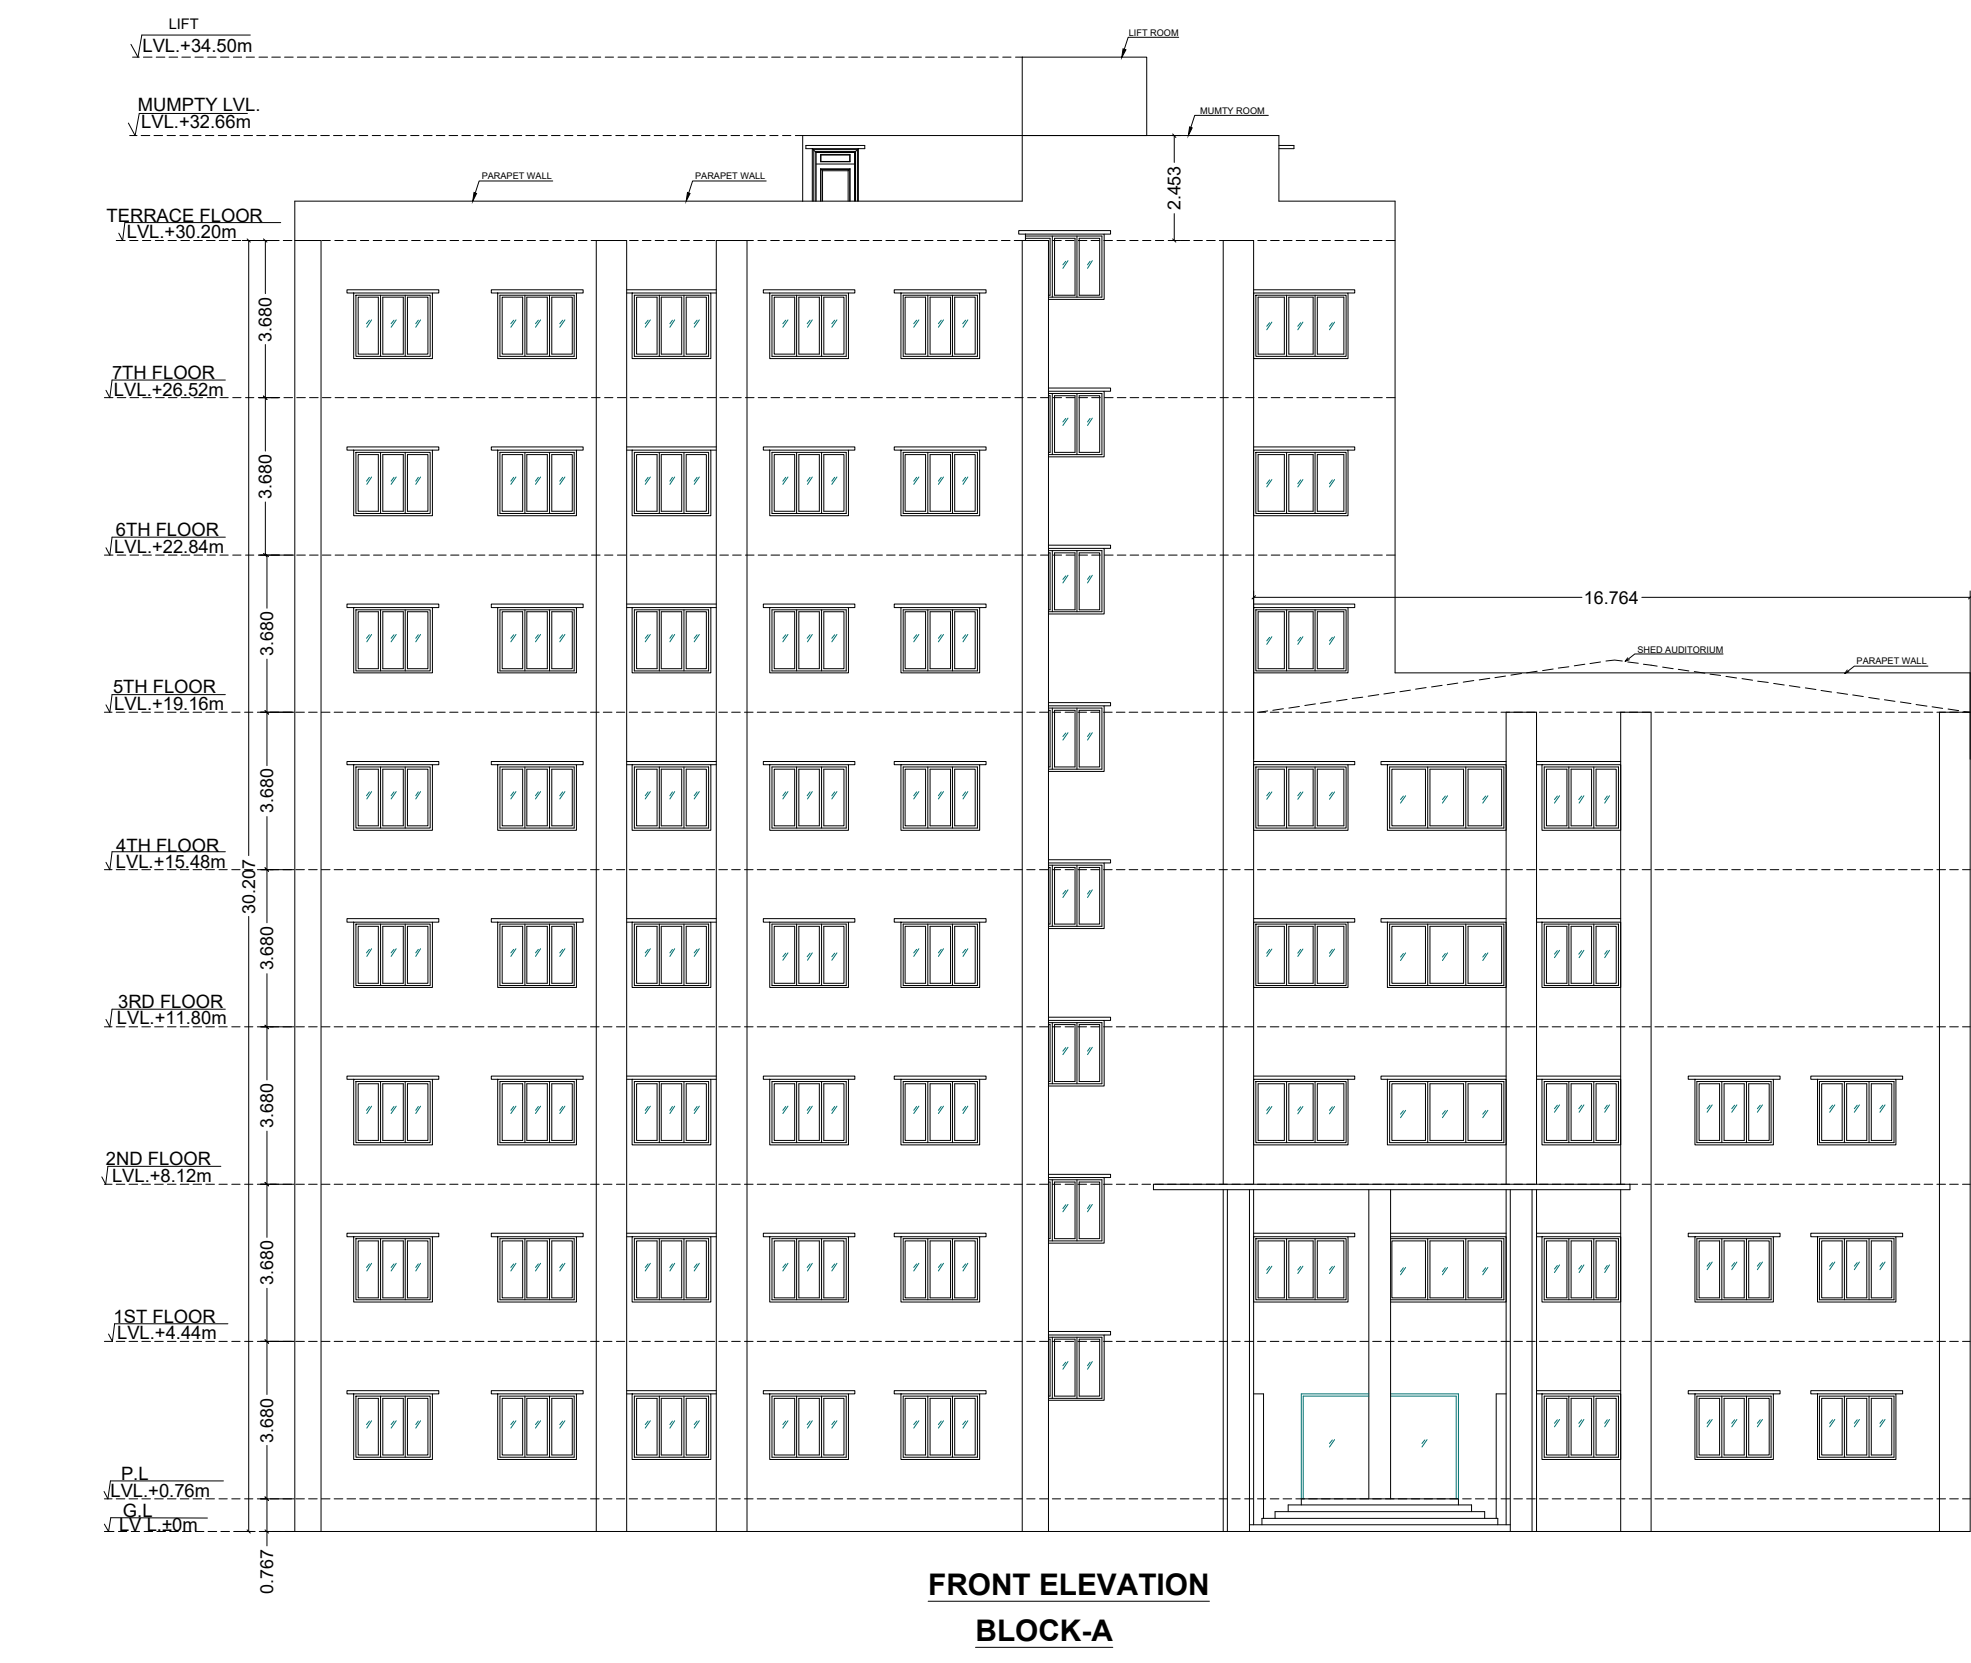 LIFT
LVL.+34.50m
LIFT ROOM
MUMPTY LVL.
LVL.+32.66m
MUMTY ROOM
PARAPET WALL
PARAPET WALL
2.453
TERRACE FLOOR
LVL.+30.20m
3.680
7TH FLOOR
LVL.+26.52m
3.680
6TH FLOOR
LVL.+22.84m
16.764
3.680
SHED AUDITORIUM
PARAPET WALL
5TH FLOOR
LVL.+19.16m
3.680
4TH FLOOR
LVL.+15.48m
30.207
3.680
3RD FLOOR
LVL.+11.80m
3.680
2ND FLOOR
LVL.+8.12m
3.680
1ST FLOOR
LVL.+4.44m
3.680
P.L
LVL.+0.76m
G.L
LV L.±0m
0.767
FRONT ELEVATION
BLOCK-A